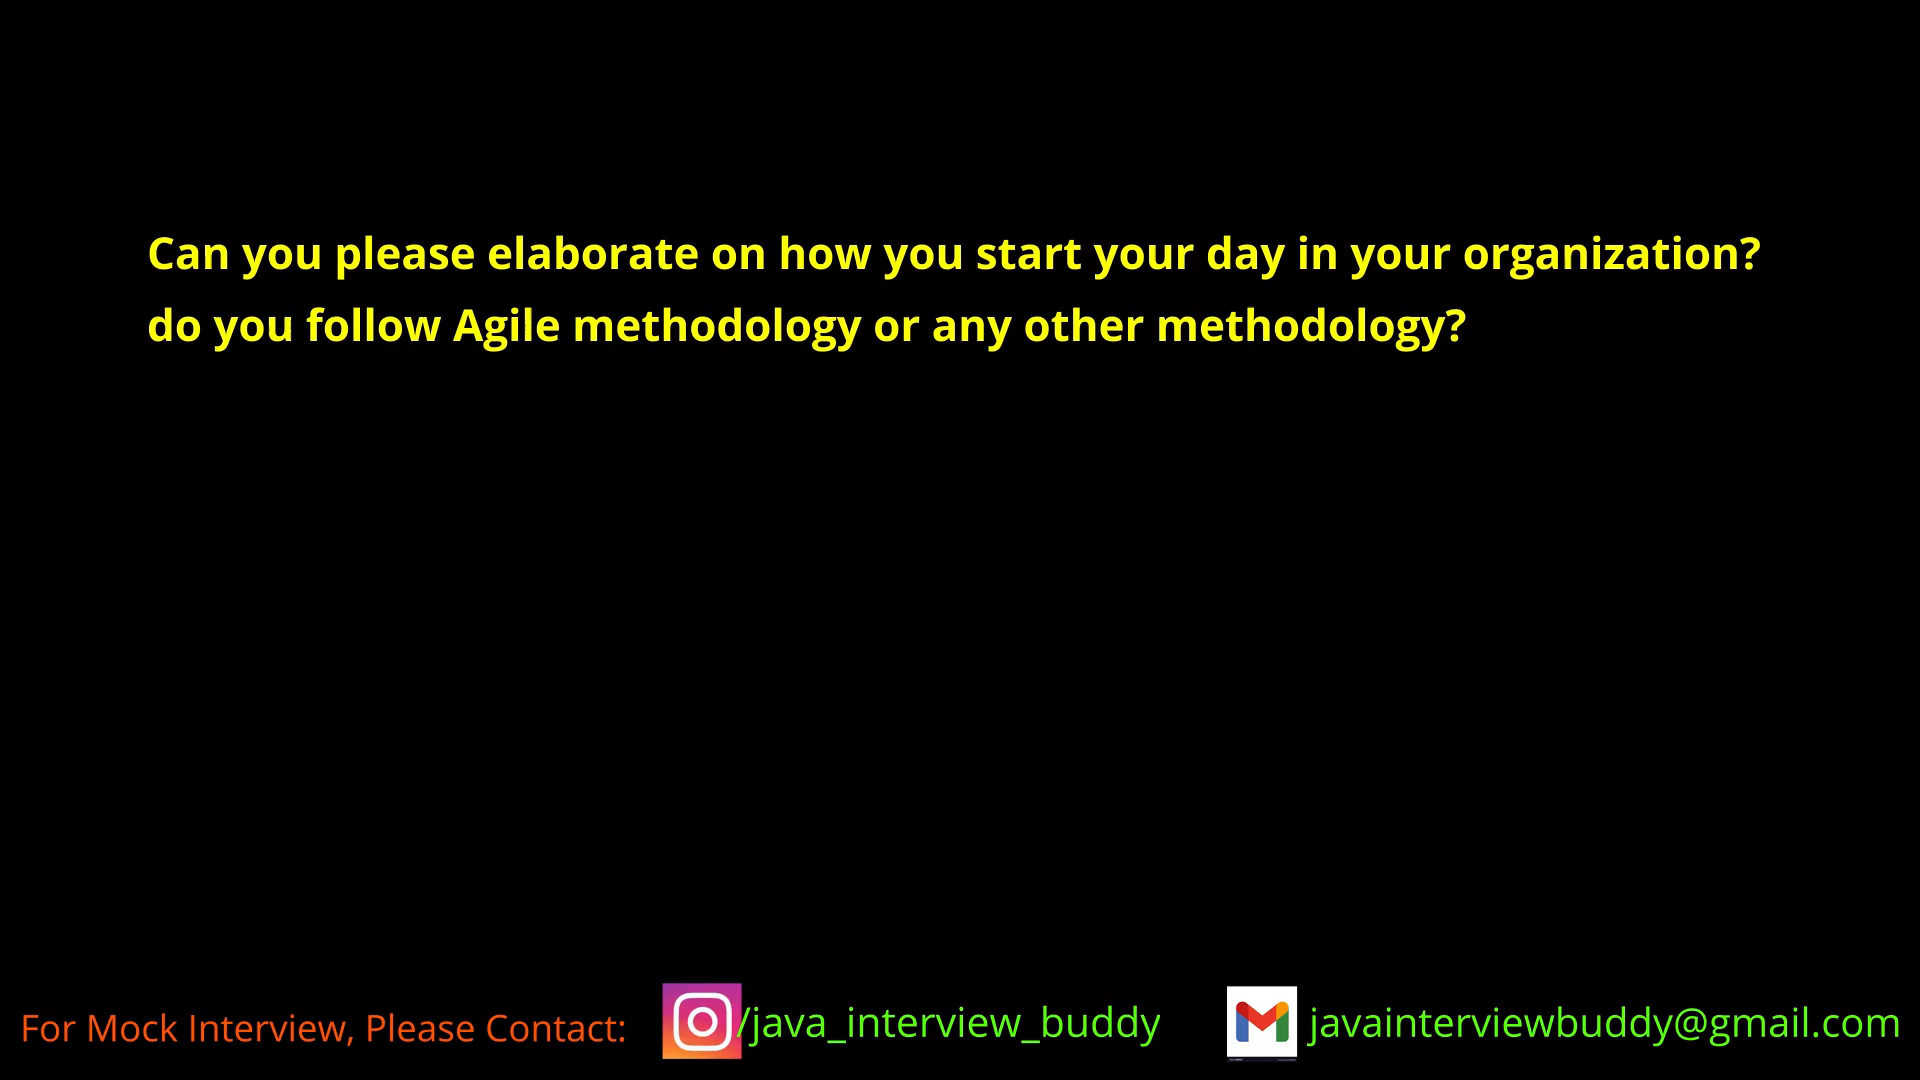 Can you please elaborate on how you start your day in your organization?
do you follow Agile methodology or any other methodology?
For Mock Interview, Please Contact: /java_interview_buddy javainterviewbuddy@gmail.com